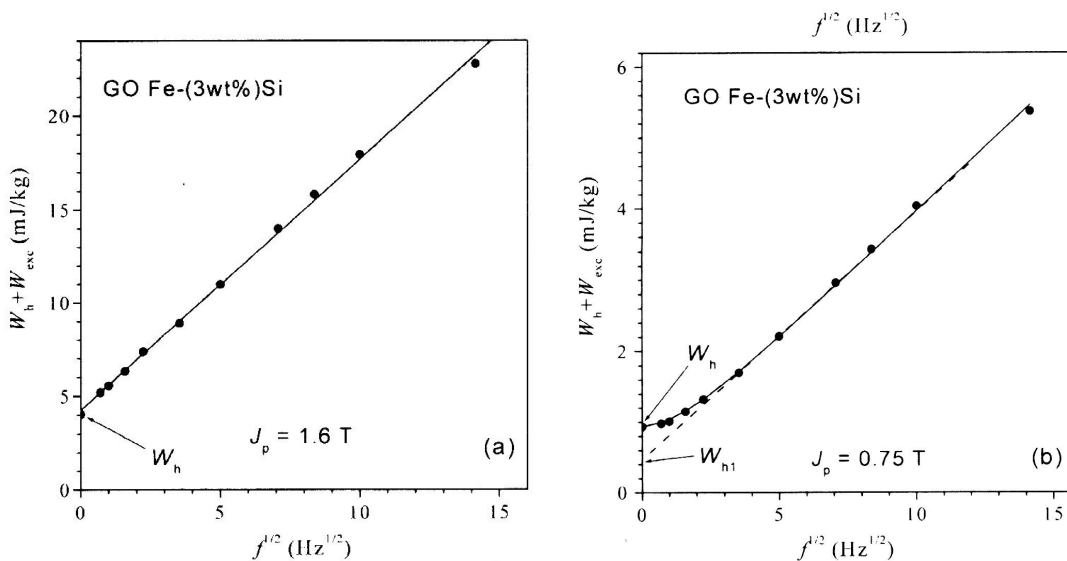 GO Fe-(3wt%)Si
20
15
10
5
0
W_h+W_exc (mJ/kg)
W_h
J_p = 1.6 T
(a)
0 5 10 15
f^1/2 (Hz^1/2)
f^1/2 (Hz^1/2)
GO Fe-(3wt%)Si
6
4
2
0
W_h+W_exc (mJ/kg)
W_h
W_h1
J_p = 0.75 T
(b)
0 5 10 15
f^1/2 (Hz^1/2)